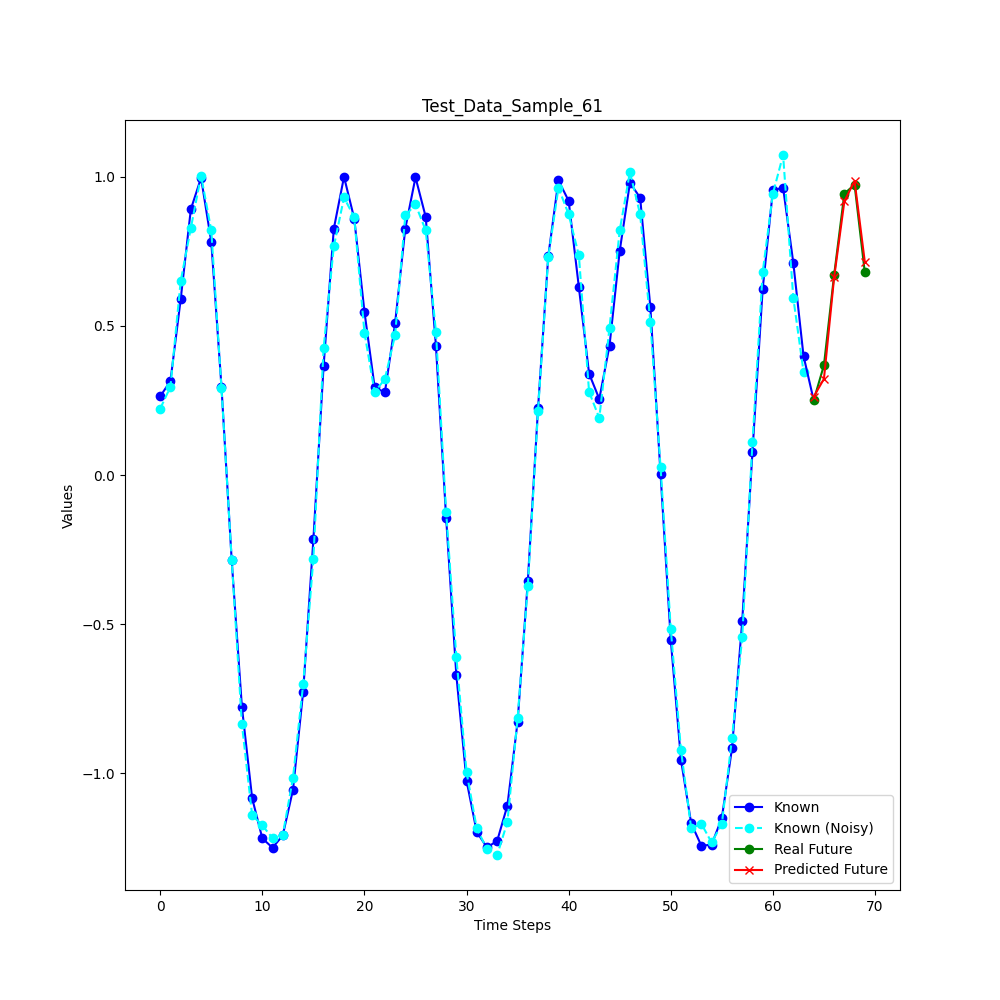 Test_Data_Sample_61
1.0
0.5
0.0
−0.5
−1.0
Values
0
10
20
30
40
50
60
70
Time Steps
Known
Known (Noisy)
Real Future
Predicted Future